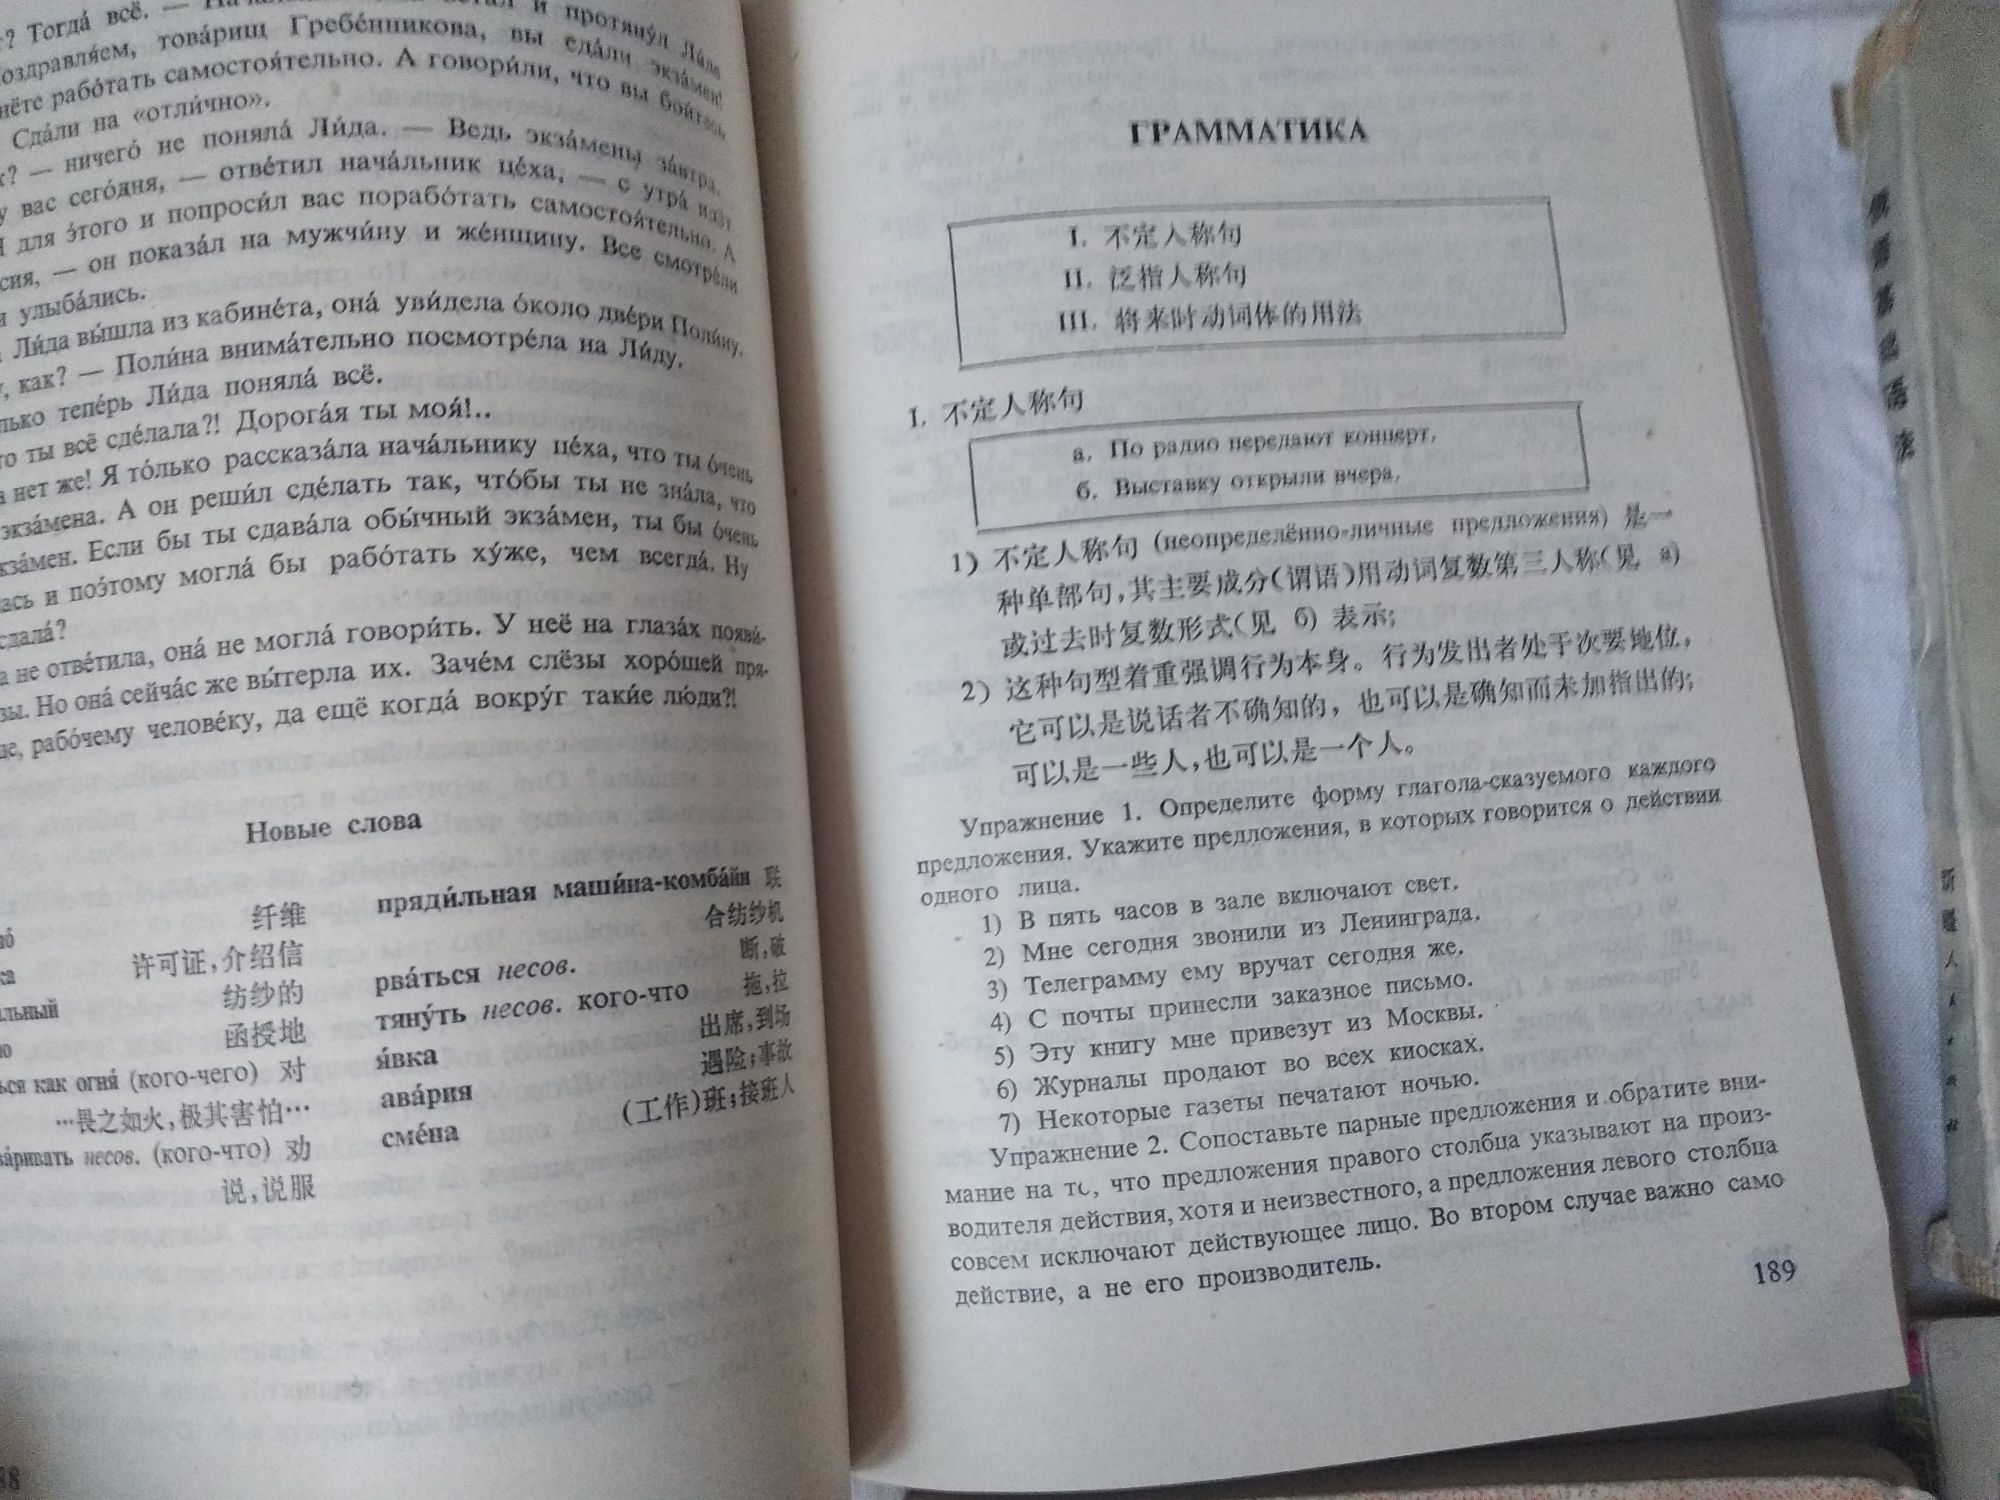 ? Тогда́ всё. — и протяну́л Ли́де
оздравля́ем, това́рищ Гребе́нникова, вы сда́ли экза́мен!
нёте рабо́тать самостоя́тельно. А говори́ли, что вы бои́тесь
Сда́ли на «отли́чно».
к? — ничего́ не поняла́ Ли́да. — Ведь экза́мены за́втра.
у вас сего́дня, — отве́тил нача́льник це́ха, — с утра́ иде́т
Я для э́того и попроси́л вас порабо́тать самостоя́тельно. А
сия, — он показа́л на мужчи́ну и же́нщину. Все смотре́ли
и улыба́лись.
Ли́да вы́шла из кабине́та, она́ уви́дела о́коло две́ри Поли́ну.
у, как? — Поли́на внима́тельно посмотре́ла на Ли́ду.
лько тепе́рь Ли́да поняла́ всё.
то ты всё сде́лала?! Дорога́я ты моя́!..
а нет же! Я то́лько рассказа́ла нача́льнику це́ха, что ты о́чень
экза́мена. А он реши́л сде́лать так, что́бы ты не зна́ла, что
кза́мен. Если бы ты сдава́ла обы́чный экза́мен, ты бы о́чень
ась и поэ́тому могла́ бы рабо́тать ху́же, чем всегда́. Ну
сдала́?
а не отве́тила, она́ не могла́ говори́ть. У неё на глаза́х появи́-
зы. Но она́ сейча́с же вы́терла их. Заче́м слёзы хоро́шей пря-
ше, рабо́чему челове́ку, да ещё когда́ вокру́г таки́е лю́ди?!
Новые слова
о́
纤维
ка
许可证,介绍信
льный
纺纱的
но
函授地
ься как огня́ (кого-чего) 对
…畏之如火,极其害怕…
ва́ривать несов. (кого-что) 劝
说,说服
пряди́льная маши́на-комба́йн 联
合纺纱机
рва́ться несов. 断,破
тяну́ть несов. кого-что 拖,拉
я́вка 出席,到场
ава́рия 遇险;事故
сме́на (工作)班;接班人
88
ГРАММАТИКА
I. 不定人称句
II. 泛指人称句
III. 将来时动词体的用法
I. 不定人称句
а. По радио передают концерт.
б. Выставку открыли вчера.
1) 不定人称句 (неопределённо-личные предложения) 是一
种单部句,其主要成分(谓语)用动词复数第三人称(见 а)
或过去时复数形式(见 б) 表示;
2) 这种句型着重强调行为本身。行为发出者处于次要地位,
它可以是说话者不确知的,也可以是确知而未加指出的;
可以是一些人,也可以是一个人。
Упражнение 1. Определите форму глагола-сказуемого каждого
предложения. Укажите предложения, в которых говорится о действии
одного лица.
1) В пять часов в зале включают свет.
2) Мне сегодня звонили из Ленинграда.
3) Телеграмму ему вручат сегодня же.
4) С почты принесли заказное письмо.
5) Эту книгу мне привезут из Москвы.
6) Журналы продают во всех киосках.
7) Некоторые газеты печатают ночью.
Упражнение 2. Сопоставьте парные предложения и обратите вни-
мание на то, что предложения правого столбца указывают на произ-
водителя действия, хотя и неизвестного, а предложения левого столбца
совсем исключают действующее лицо. Во втором случае важно само
действие, а не его производитель.
189